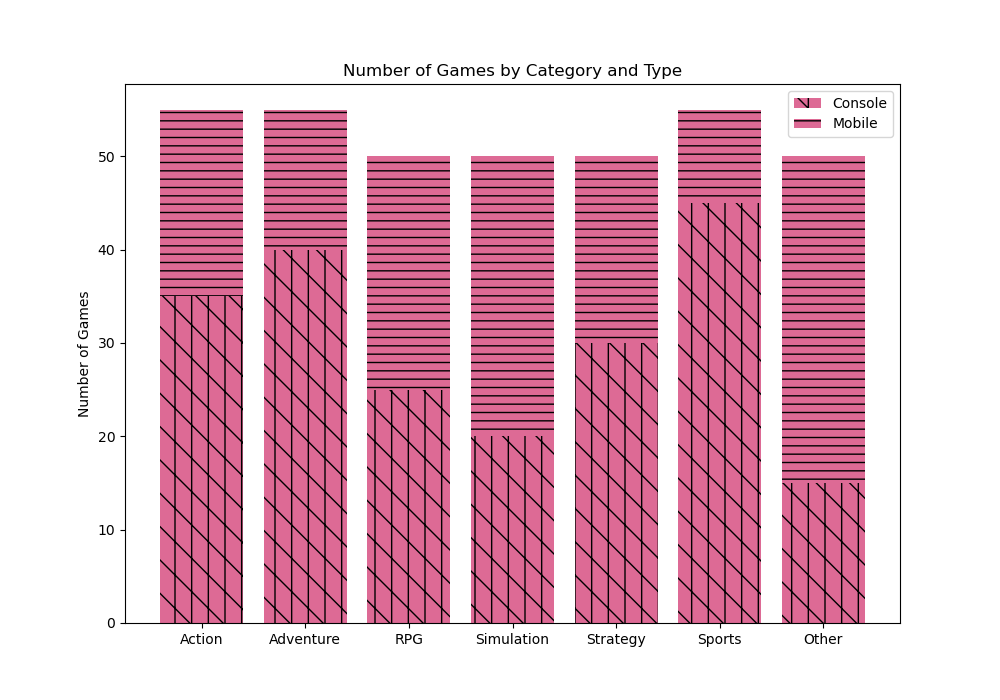 Number of Games by Category and Type
Console
Mobile
Number of Games
50
40
30
20
10
0
Action
Adventure
RPG
Simulation
Strategy
Sports
Other